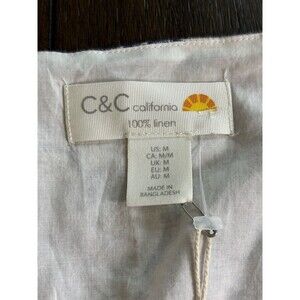 C&C california
100% linen
US: M
CA: M/M
UK: M
EU: M
AU: M
MADE IN
BANGLADESH